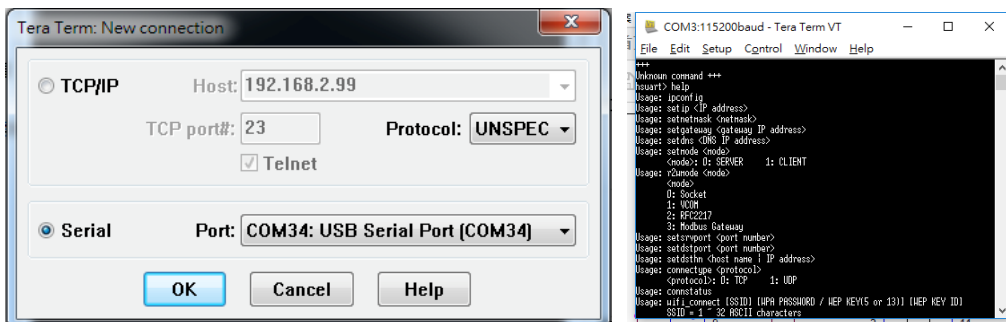 Tera Term: New connection
TCP/IP
Host: 192.168.2.99
TCP port#: 23
Protocol: UNSPEC
Telnet
Serial
Port: COM34: USB Serial Port (COM34)
OK
Cancel
Help
COM3:115200baud - Tera Term VT
File Edit Setup Control Window Help
+++
Unknown command +++
hsuart> help
Usage: ipconfig
Usage: setip <IP address>
Usage: setnetmask <netmask>
Usage: setgateway <gateway IP address>
Usage: setdns <DNS IP address>
Usage: setmode <mode>
<mode>: 0: SERVER 1: CLIENT
Usage: r2wmode <mode>
<mode>
0: Socket
1: VCOM
2: RFC2217
3: Modbus Gateway
Usage: setsrvport <port number>
Usage: setdstport <port number>
Usage: setdsthn <host name | IP address>
Usage: connectype <protocol>
<protocol>: 0: TCP 1: UDP
Usage: connstatus
Usage: wifi_connect [SSID] [WPA PASSWORD / WEP KEY(5 or 13)] [WEP KEY ID]
SSID = 1 ~ 32 ASCII characters